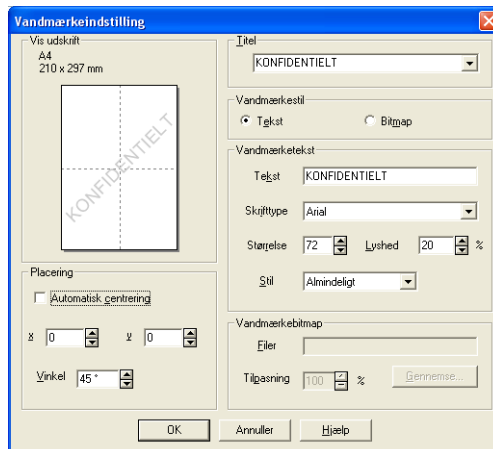 Vandmærkeindstilling
Vis udskrift
A4
210 x 297 mm
KONFIDENTIELT
Placering
Automatisk centrering
x 0 y 0
Vinkel 45 °
Titel
KONFIDENTIELT
Vandmærkestil
Tekst Bitmap
Vandmærketekst
Tekst KONFIDENTIELT
Skrifttype Arial
Størrelse 72 Lyshed 20 %
Stil Almindeligt
Vandmærkebitmap
Filer
Tilpasning 100 % Gennemse...
OK Annuller Hjælp